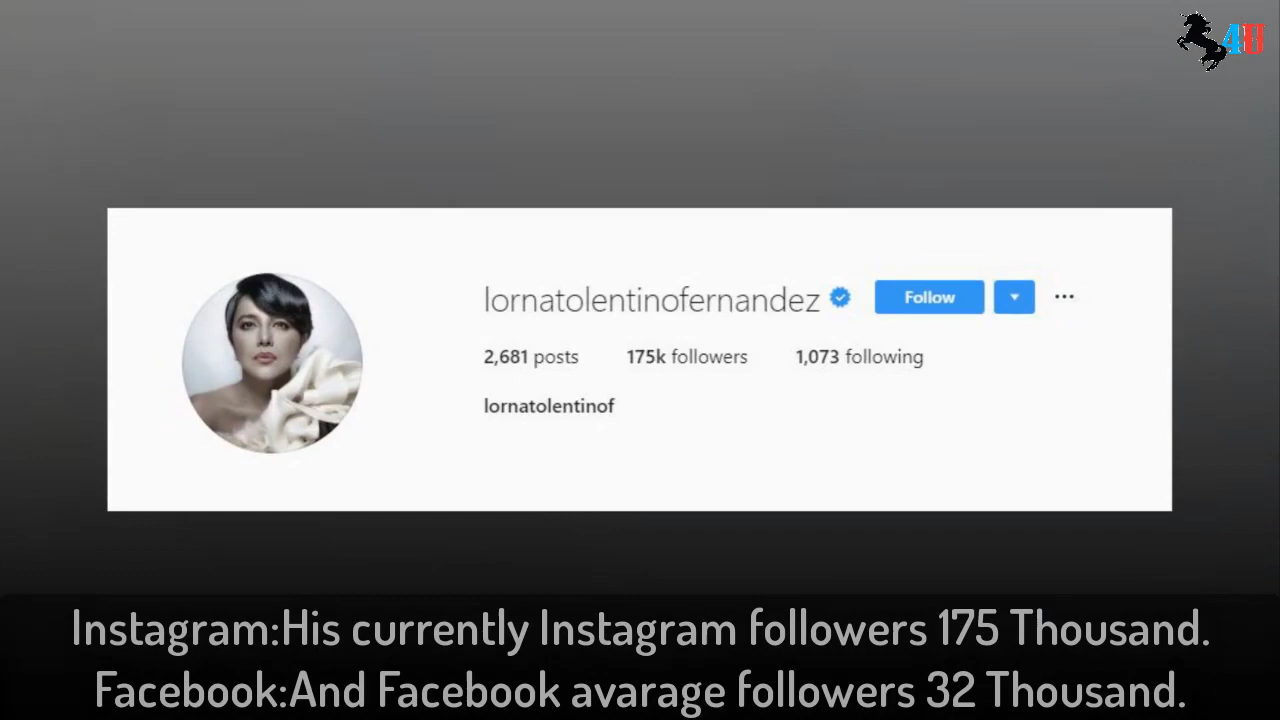 4U
lornatolentinofernandez Follow
2,681 posts 175k followers 1,073 following
lornatolentinof
Instagram:His currently Instagram followers 175 Thousand.
Facebook:And Facebook avarage followers 32 Thousand.